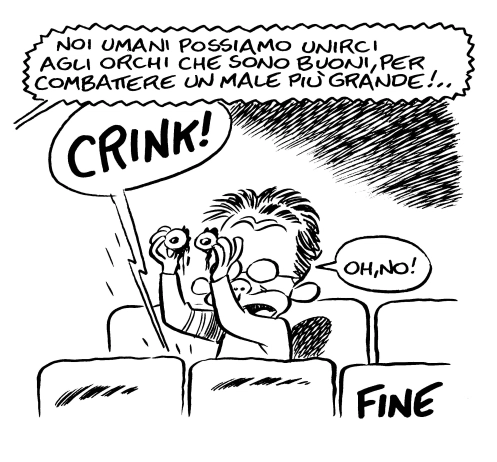 NOI UMANI POSSIAMO UNIRCI
AGLI ORCHI CHE SONO BUONI, PER
COMBATTERE UN MALE PIÙ GRANDE!..
CRINK!
OH, NO!
FINE